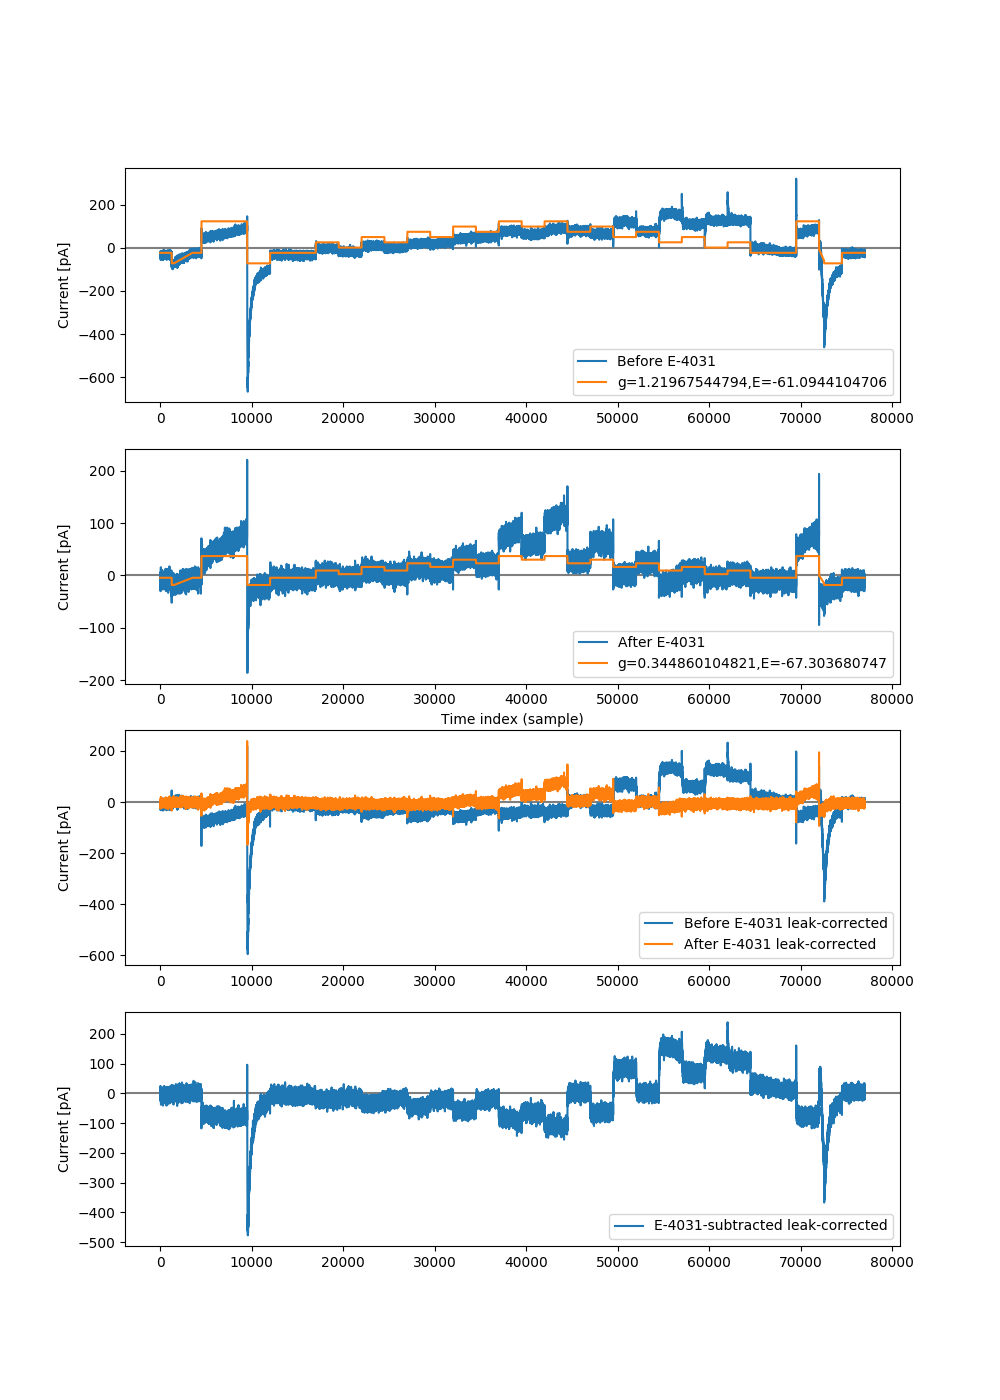 200
0
−200
−400
−600
Current [pA]
Before E-4031
g=1.21967544794,E=-61.0944104706
0 10000 20000 30000 40000 50000 60000 70000 80000
200
100
0
−100
−200
Current [pA]
After E-4031
g=0.344860104821,E=-67.303680747
0 10000 20000 30000 40000 50000 60000 70000 80000
Time index (sample)
200
0
−200
−400
−600
Current [pA]
Before E-4031 leak-corrected
After E-4031 leak-corrected
0 10000 20000 30000 40000 50000 60000 70000 80000
200
100
0
−100
−200
−300
−400
−500
Current [pA]
E-4031-subtracted leak-corrected
0 10000 20000 30000 40000 50000 60000 70000 80000